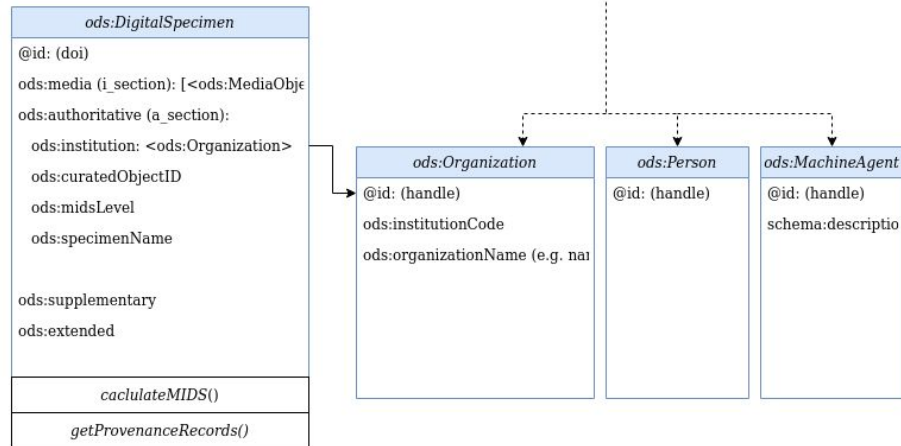 ods:DigitalSpecimen
@id: (doi)
ods:media (i_section): [<ods:MediaObje
ods:authoritative (a_section):
ods:institution: <ods:Organization>
ods:curatedObjectID
ods:midsLevel
ods:specimenName
ods:supplementary
ods:extended
caclulateMIDS()
getProvenanceRecords()
ods:Organization
@id: (handle)
ods:institutionCode
ods:organizationName (e.g. nar
ods:Person
@id: (handle)
ods:MachineAgent
@id: (handle)
schema:descriptio